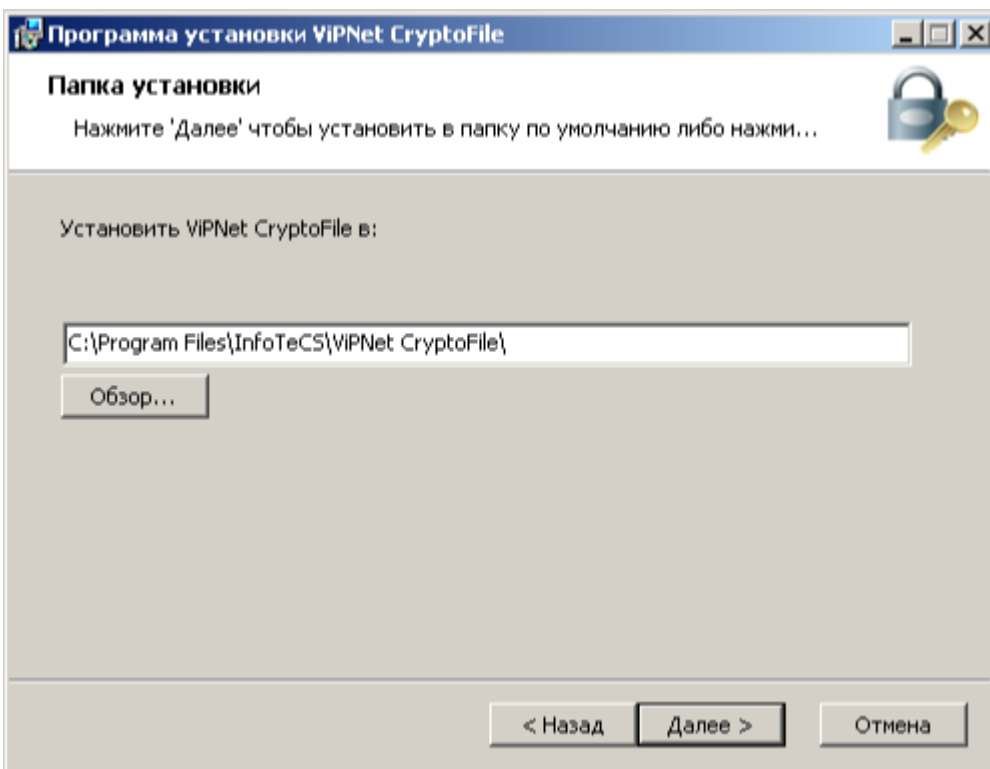 Программа установки ViPNet CryptoFile
Папка установки
Нажмите 'Далее' чтобы установить в папку по умолчанию либо нажми...
Установить ViPNet CryptoFile в:
C:\Program Files\InfoTeCS\ViPNet CryptoFile\
Обзор...
< Назад Далее > Отмена